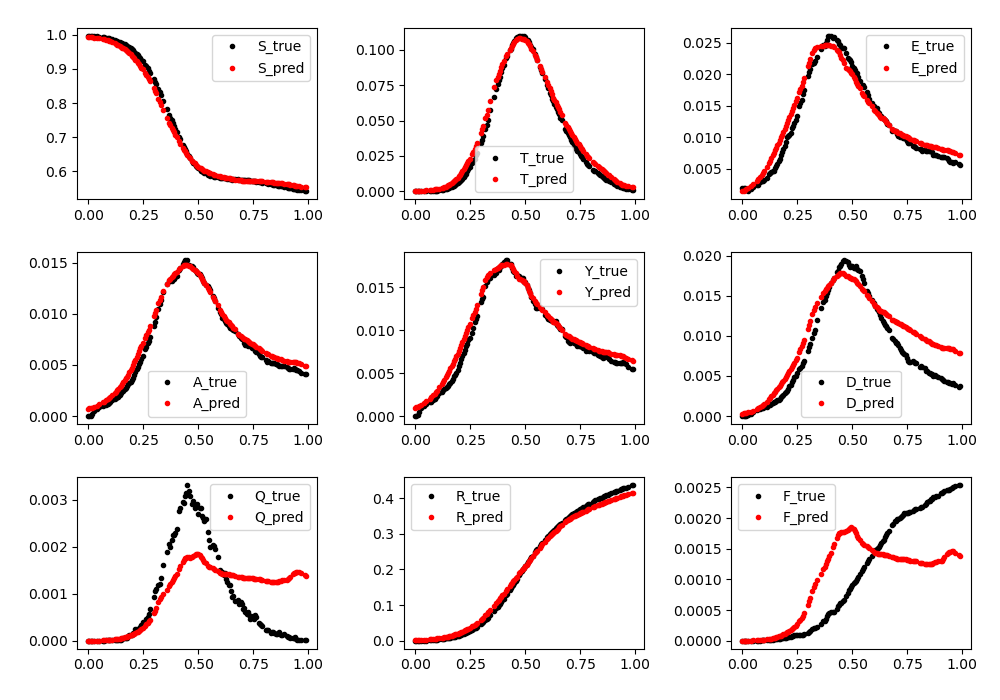 1.0
0.9
0.8
0.7
0.6
0.00 0.25 0.50 0.75 1.00
S_true
S_pred
0.100
0.075
0.050
0.025
0.000
0.00 0.25 0.50 0.75 1.00
T_true
T_pred
0.025
0.020
0.015
0.010
0.005
0.00 0.25 0.50 0.75 1.00
E_true
E_pred
0.015
0.010
0.005
0.000
0.00 0.25 0.50 0.75 1.00
A_true
A_pred
0.015
0.010
0.005
0.000
0.00 0.25 0.50 0.75 1.00
Y_true
Y_pred
0.020
0.015
0.010
0.005
0.000
0.00 0.25 0.50 0.75 1.00
D_true
D_pred
0.003
0.002
0.001
0.000
0.00 0.25 0.50 0.75 1.00
Q_true
Q_pred
0.4
0.3
0.2
0.1
0.0
0.00 0.25 0.50 0.75 1.00
R_true
R_pred
0.0025
0.0020
0.0015
0.0010
0.0005
0.0000
0.00 0.25 0.50 0.75 1.00
F_true
F_pred